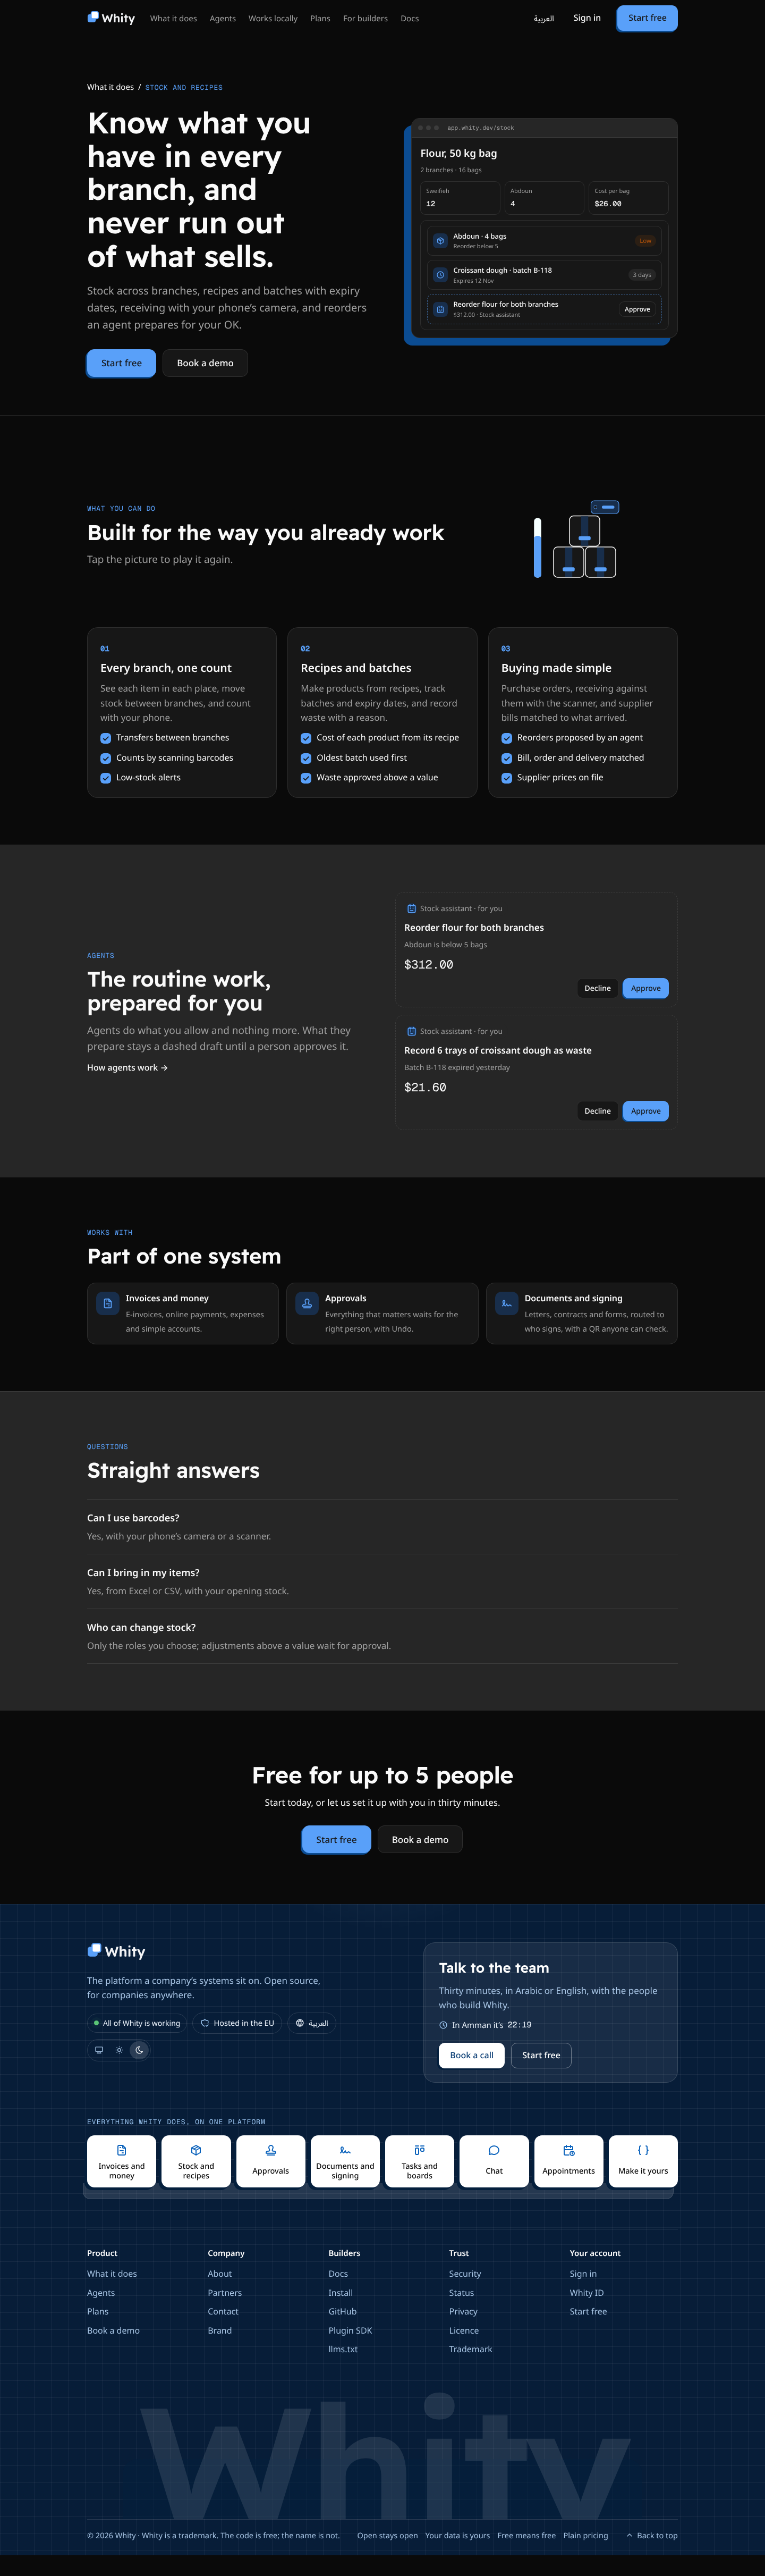 Whity
What it does
Agents
Works locally
Plans
For builders
Docs
العربية
Sign in
Start free
What it does / STOCK AND RECIPES
Know what you
have in every
branch, and
never run out
of what sells.
Stock across branches, recipes and batches with expiry
dates, receiving with your phone’s camera, and reorders
an agent prepares for your OK.
Start free
Book a demo
app.whity.dev/stock
Flour, 50 kg bag
2 branches · 16 bags
Sweifieh
12
Abdoun
4
Cost per bag
$26.00
Abdoun · 4 bags
Reorder below 5
Low
Croissant dough · batch B-118
Expires 12 Nov
3 days
Reorder flour for both branches
$312.00 · Stock assistant
Approve
WHAT YOU CAN DO
Built for the way you already work
Tap the picture to play it again.
01
Every branch, one count
See each item in each place, move
stock between branches, and count
with your phone.
Transfers between branches
Counts by scanning barcodes
Low-stock alerts
02
Recipes and batches
Make products from recipes, track
batches and expiry dates, and record
waste with a reason.
Cost of each product from its recipe
Oldest batch used first
Waste approved above a value
03
Buying made simple
Purchase orders, receiving against
them with the scanner, and supplier
bills matched to what arrived.
Reorders proposed by an agent
Bill, order and delivery matched
Supplier prices on file
AGENTS
The routine work,
prepared for you
Agents do what you allow and nothing more. What they
prepare stays a dashed draft until a person approves it.
How agents work →
Stock assistant · for you
Reorder flour for both branches
Abdoun is below 5 bags
$312.00
Decline
Approve
Stock assistant · for you
Record 6 trays of croissant dough as waste
Batch B-118 expired yesterday
$21.60
Decline
Approve
WORKS WITH
Part of one system
Invoices and money
E-invoices, online payments, expenses
and simple accounts.
Approvals
Everything that matters waits for the
right person, with Undo.
Documents and signing
Letters, contracts and forms, routed to
who signs, with a QR anyone can check.
QUESTIONS
Straight answers
Can I use barcodes?
Yes, with your phone’s camera or a scanner.
Can I bring in my items?
Yes, from Excel or CSV, with your opening stock.
Who can change stock?
Only the roles you choose; adjustments above a value wait for approval.
Free for up to 5 people
Start today, or let us set it up with you in thirty minutes.
Start free
Book a demo
Whity
The platform a company’s systems sit on. Open source,
for companies anywhere.
All of Whity is working
Hosted in the EU
العربية
Talk to the team
Thirty minutes, in Arabic or English, with the people
who build Whity.
In Amman it’s 22:19
Book a call
Start free
EVERYTHING WHITY DOES, ON ONE PLATFORM
Invoices and
money
Stock and
recipes
Approvals
Documents and
signing
Tasks and
boards
Chat
Appointments
Make it yours
Product
What it does
Agents
Plans
Book a demo
Company
About
Partners
Contact
Brand
Builders
Docs
Install
GitHub
Plugin SDK
llms.txt
Trust
Security
Status
Privacy
Licence
Trademark
Your account
Sign in
Whity ID
Start free
Whity
© 2026 Whity · Whity is a trademark. The code is free; the name is not.
Open stays open
Your data is yours
Free means free
Plain pricing
Back to top